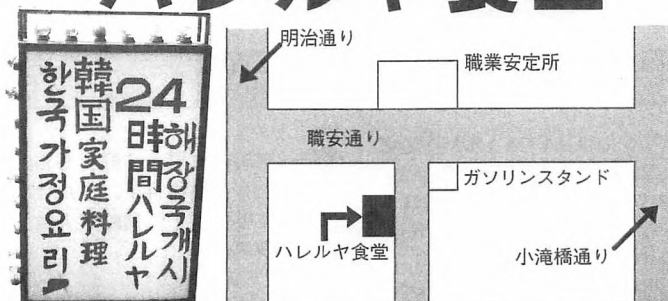 24時間ハレルヤ
해장국개시
韓国家庭料理
한국가정요리
明治通り
職業安定所
職安通り
ガソリンスタンド
ハレルヤ食堂
小滝橋通り